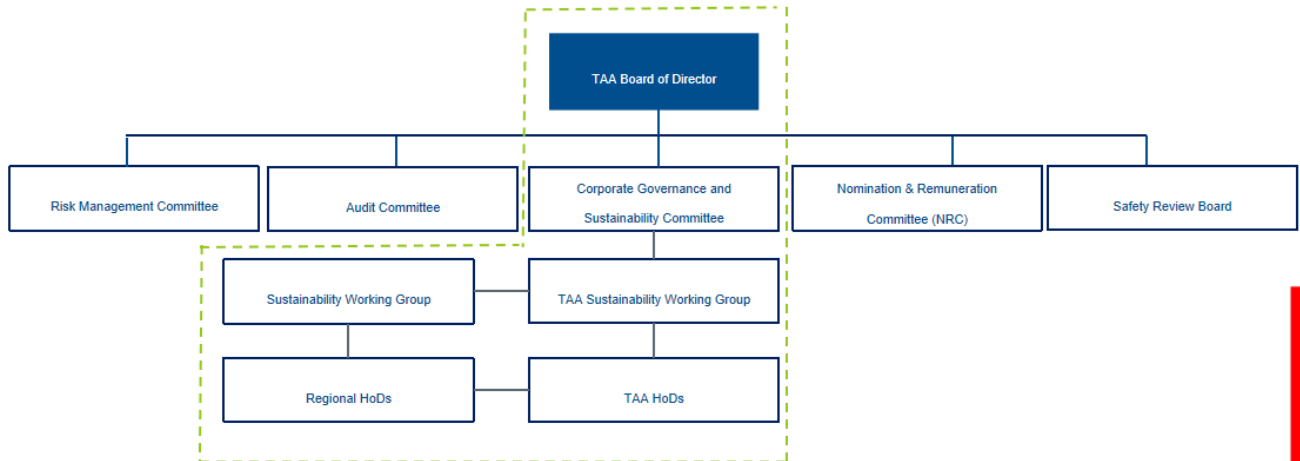 TAA Board of Director
Risk Management Committee
Audit Committee
Corporate Governance and
Sustainability Committee
Nomination & Remuneration
Committee (NRC)
Safety Review Board
Sustainability Working Group
TAA Sustainability Working Group
Regional HoDs
TAA HoDs